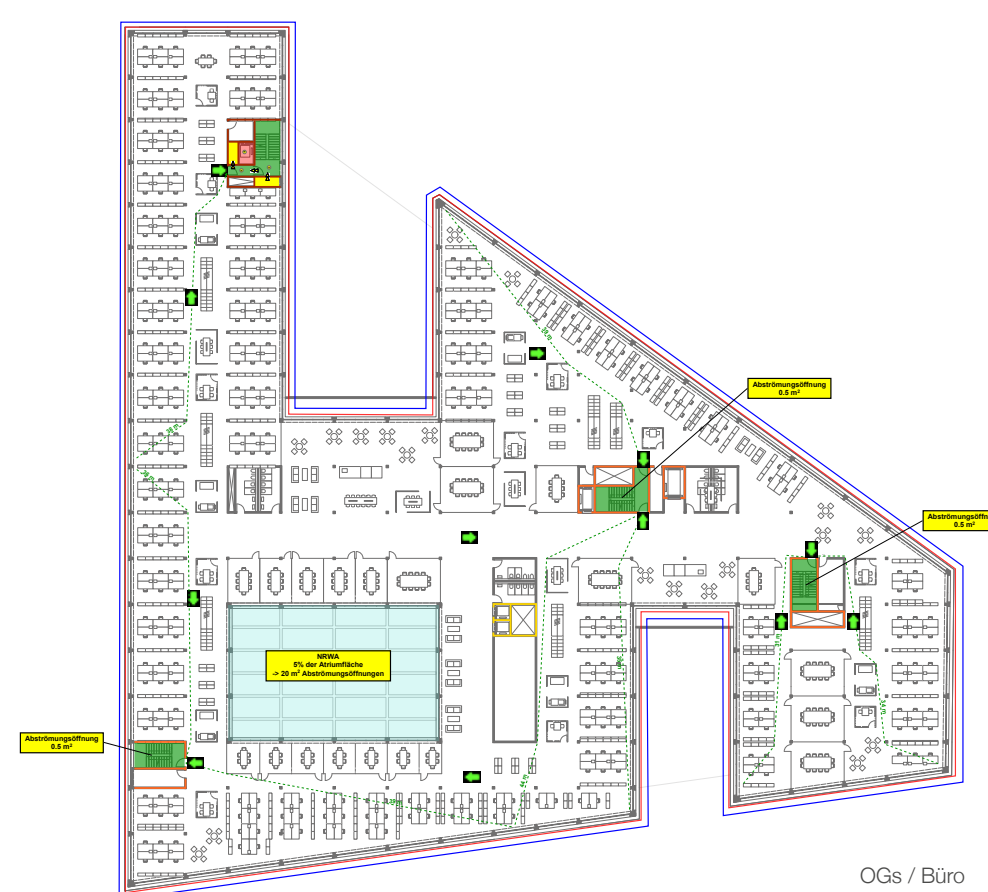 Abströmungsöffnung
0.5 m²
Abströmungsöffn
0.5 m²
NRWA
5% der Atriumfläche
-> 20 m² Abströmungsöffnungen
Abströmungsöffnung
0.5 m²
OGs / Büro